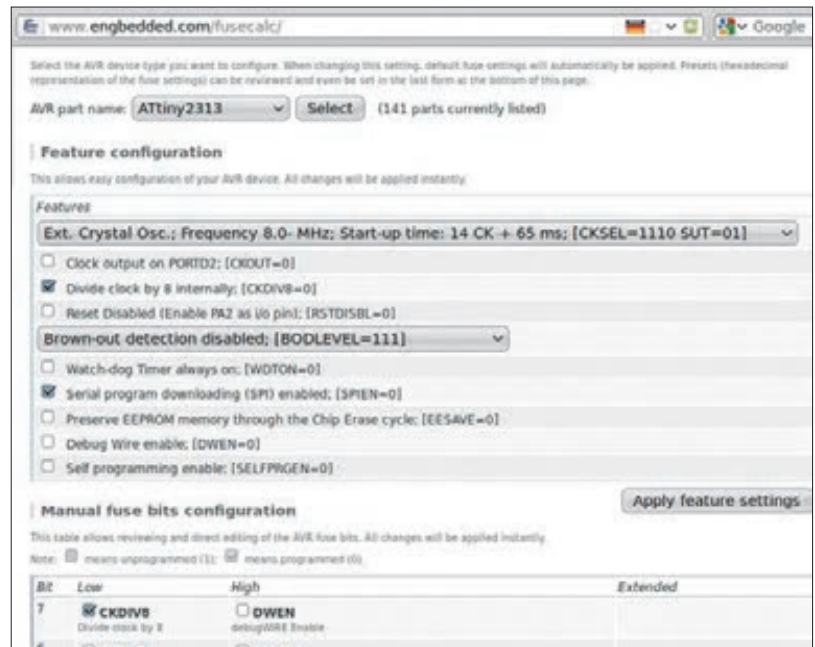 www.engbedded.com/fusecalc/
Google
Select the AVR device type you want to configure. When changing this setting, default fuse settings will automatically be applied. Presets (hexadecimal
representation of the fuse settings) can be reviewed and even be set in the last form at the bottom of this page.
AVR part name: ATtiny2313 Select (141 parts currently listed)
Feature configuration
This allows easy configuration of your AVR device. All changes will be applied instantly.
Features
Ext. Crystal Osc.; Frequency 8.0- MHz; Start-up time: 14 CK + 65 ms; [CKSEL=1110 SUT=01]
Clock output on PORTD2; [CKOUT=0]
Divide clock by 8 internally; [CKDIV8=0]
Reset Disabled (Enable PA2 as i/o pin); [RSTDISBL=0]
Brown-out detection disabled; [BODLEVEL=111]
Watch-dog Timer always on; [WDTON=0]
Serial program downloading (SPI) enabled; [SPIEN=0]
Preserve EEPROM memory through the Chip Erase cycle; [EESAVE=0]
Debug Wire enable; [DWEN=0]
Self programming enable; [SELFPRGEN=0]
Apply feature settings
Manual fuse bits configuration
This table allows reviewing and direct editing of the AVR fuse bits. All changes will be applied instantly.
Note: means unprogrammed (1); means programmed (0)
Bit Low High Extended
7 CKDIV8 DWEN
Divide clock by 8 debugWIRE Enable